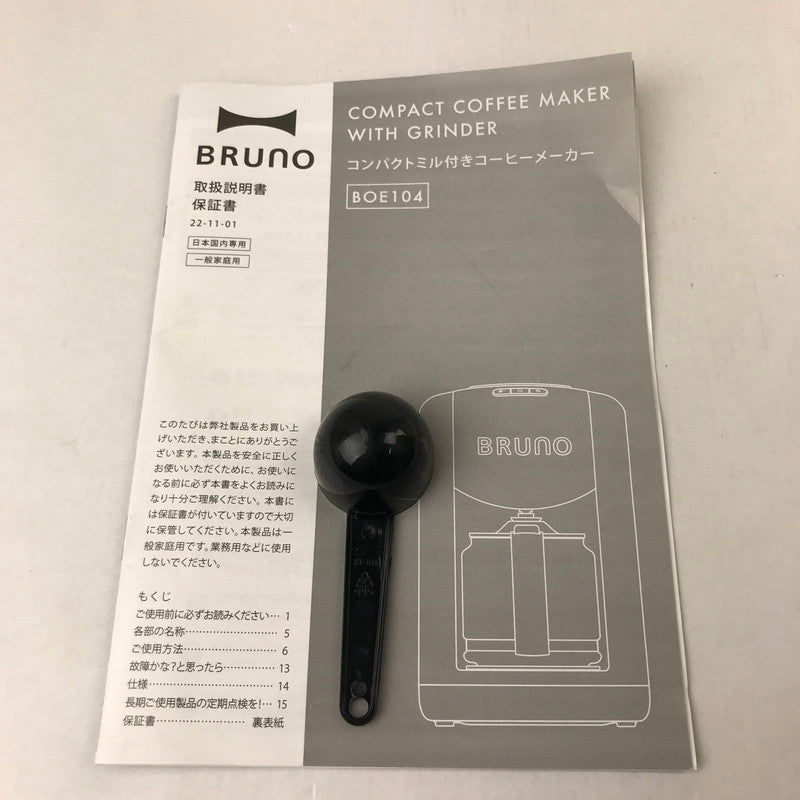 BRUNO
取扱説明書
保証書
22-11-01
日本国内専用
一般家庭用
COMPACT COFFEE MAKER
WITH GRINDER
コンパクトミル付きコーヒーメーカー
BOE104
このたびは弊社製品をお買い上
げいただき、まことにありがとうご
ざいます。本製品を安全に正しく
お使いいただくために、お使いに
なる前に必ず本書をよくお読みに
なり十分ご理解ください。本書に
は保証書が付いていますので大切
に保管してください。本製品は一
般家庭用です。業務用などに使用
しないでください。
もくじ
ご使用前に必ずお読みください… 1
各部の名称………………………… 5
ご使用方法………………………… 6
故障かな?と思ったら…………… 13
仕様………………………………… 14
長期ご使用製品の定期点検を!… 15
保証書…………………… 裏表紙
BRUNO